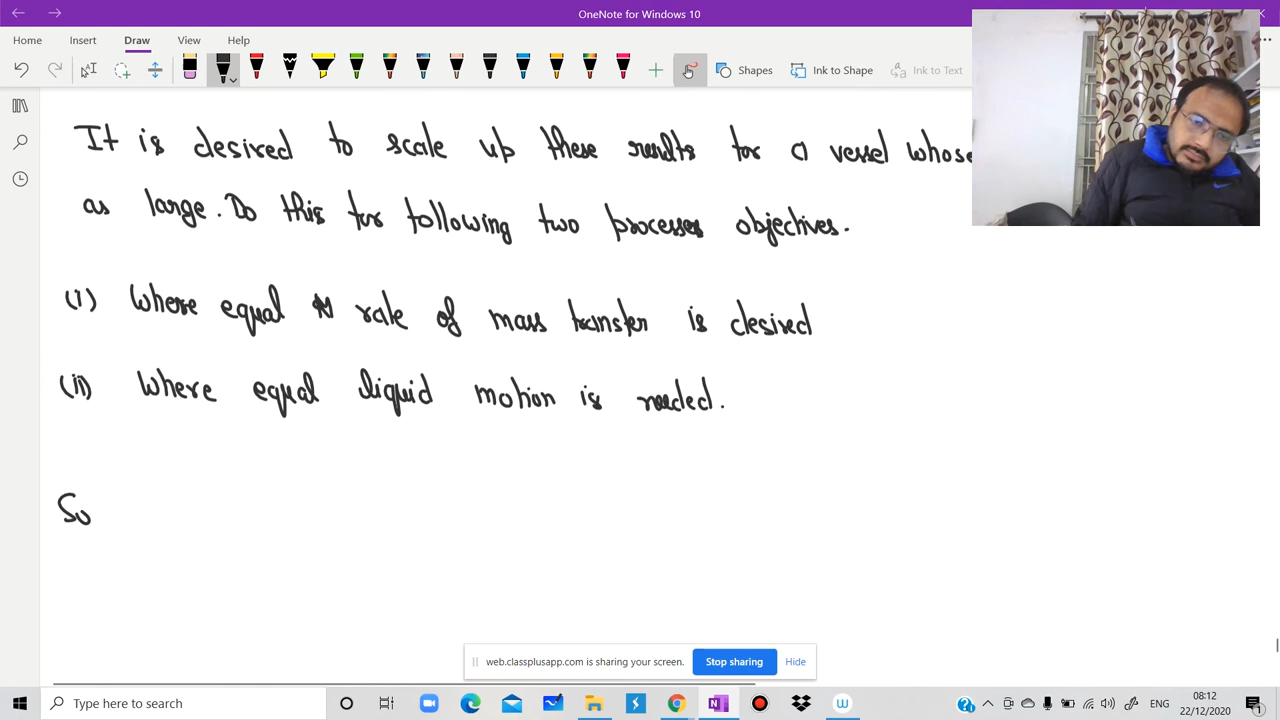 OneNote for Windows 10
Home Insert Draw View Help
Shapes Ink to Shape Ink to Text
It is desired to scale up these results for a vessel whose
as large. Do this for following two processes objectives.
(i) Where equal rate of mass transfer is desired
(ii) Where equal liquid motion is needed.
So
web.classplusapp.com is sharing your screen. Stop sharing Hide
Type here to search
ENG
08:12
22/12/2020
1